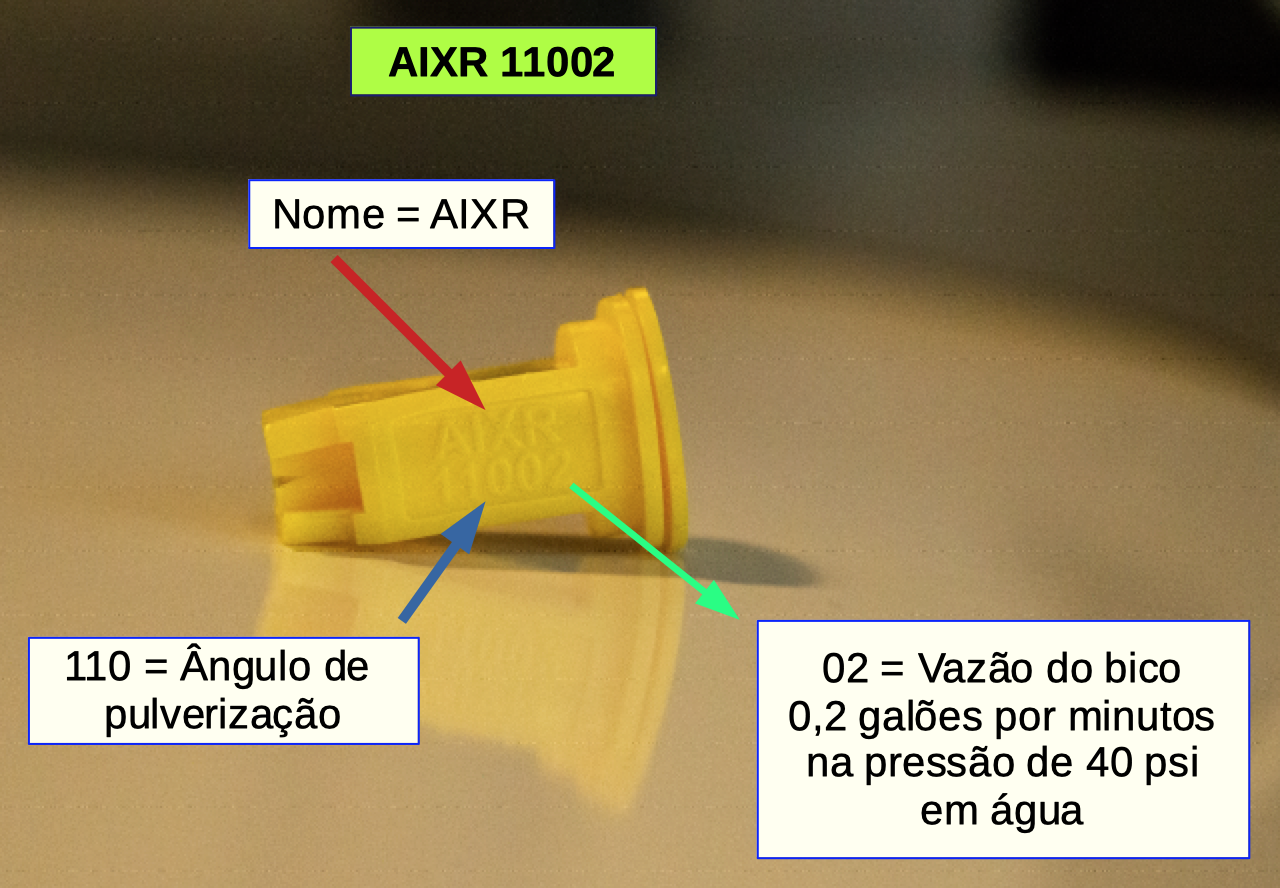 AIXR 11002
Nome = AIXR
AIXR
11002
110 = Ângulo de
pulverização
02 = Vazão do bico
0,2 galões por minutos
na pressão de 40 psi
em água